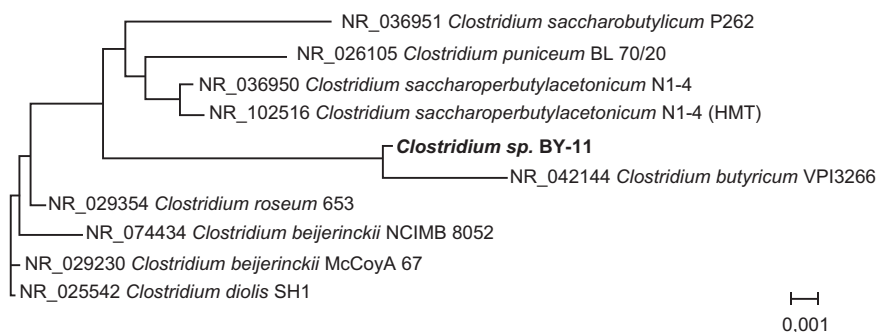 NR_036951 Clostridium saccharobutylicum P262
NR_026105 Clostridium puniceum BL 70/20
NR_036950 Clostridium saccharoperbutylacetonicum N1-4
NR_102516 Clostridium saccharoperbutylacetonicum N1-4 (HMT)
Clostridium sp. BY-11
NR_042144 Clostridium butyricum VPI3266
NR_029354 Clostridium roseum 653
NR_074434 Clostridium beijerinckii NCIMB 8052
NR_029230 Clostridium beijerinckii McCoyA 67
NR_025542 Clostridium diolis SH1
0,001